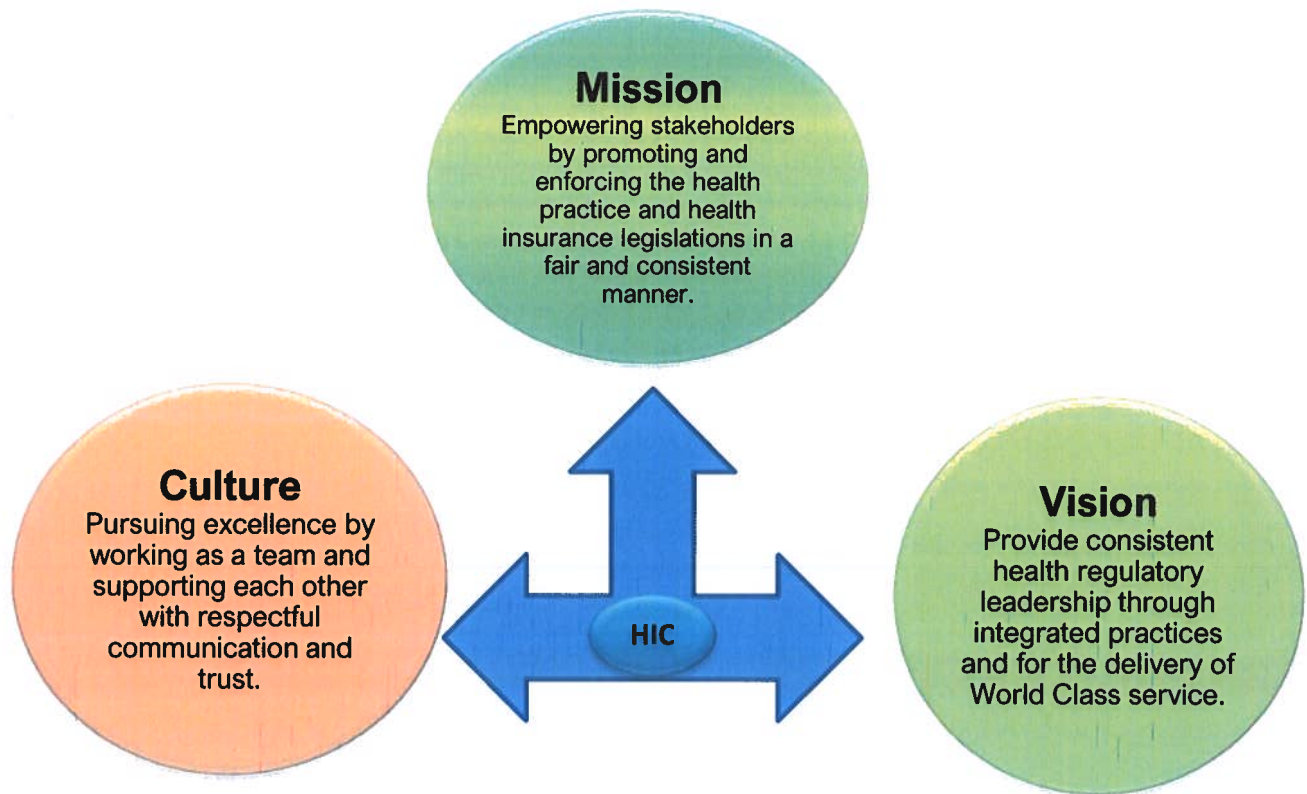 Mission
Empowering stakeholders
by promoting and
enforcing the health
practice and health
insurance legislations in a
fair and consistent
manner.
Culture
Pursuing excellence by
working as a team and
supporting each other
with respectful
communication and
trust.
HIC
Vision
Provide consistent
health regulatory
leadership through
integrated practices
and for the delivery of
World Class service.